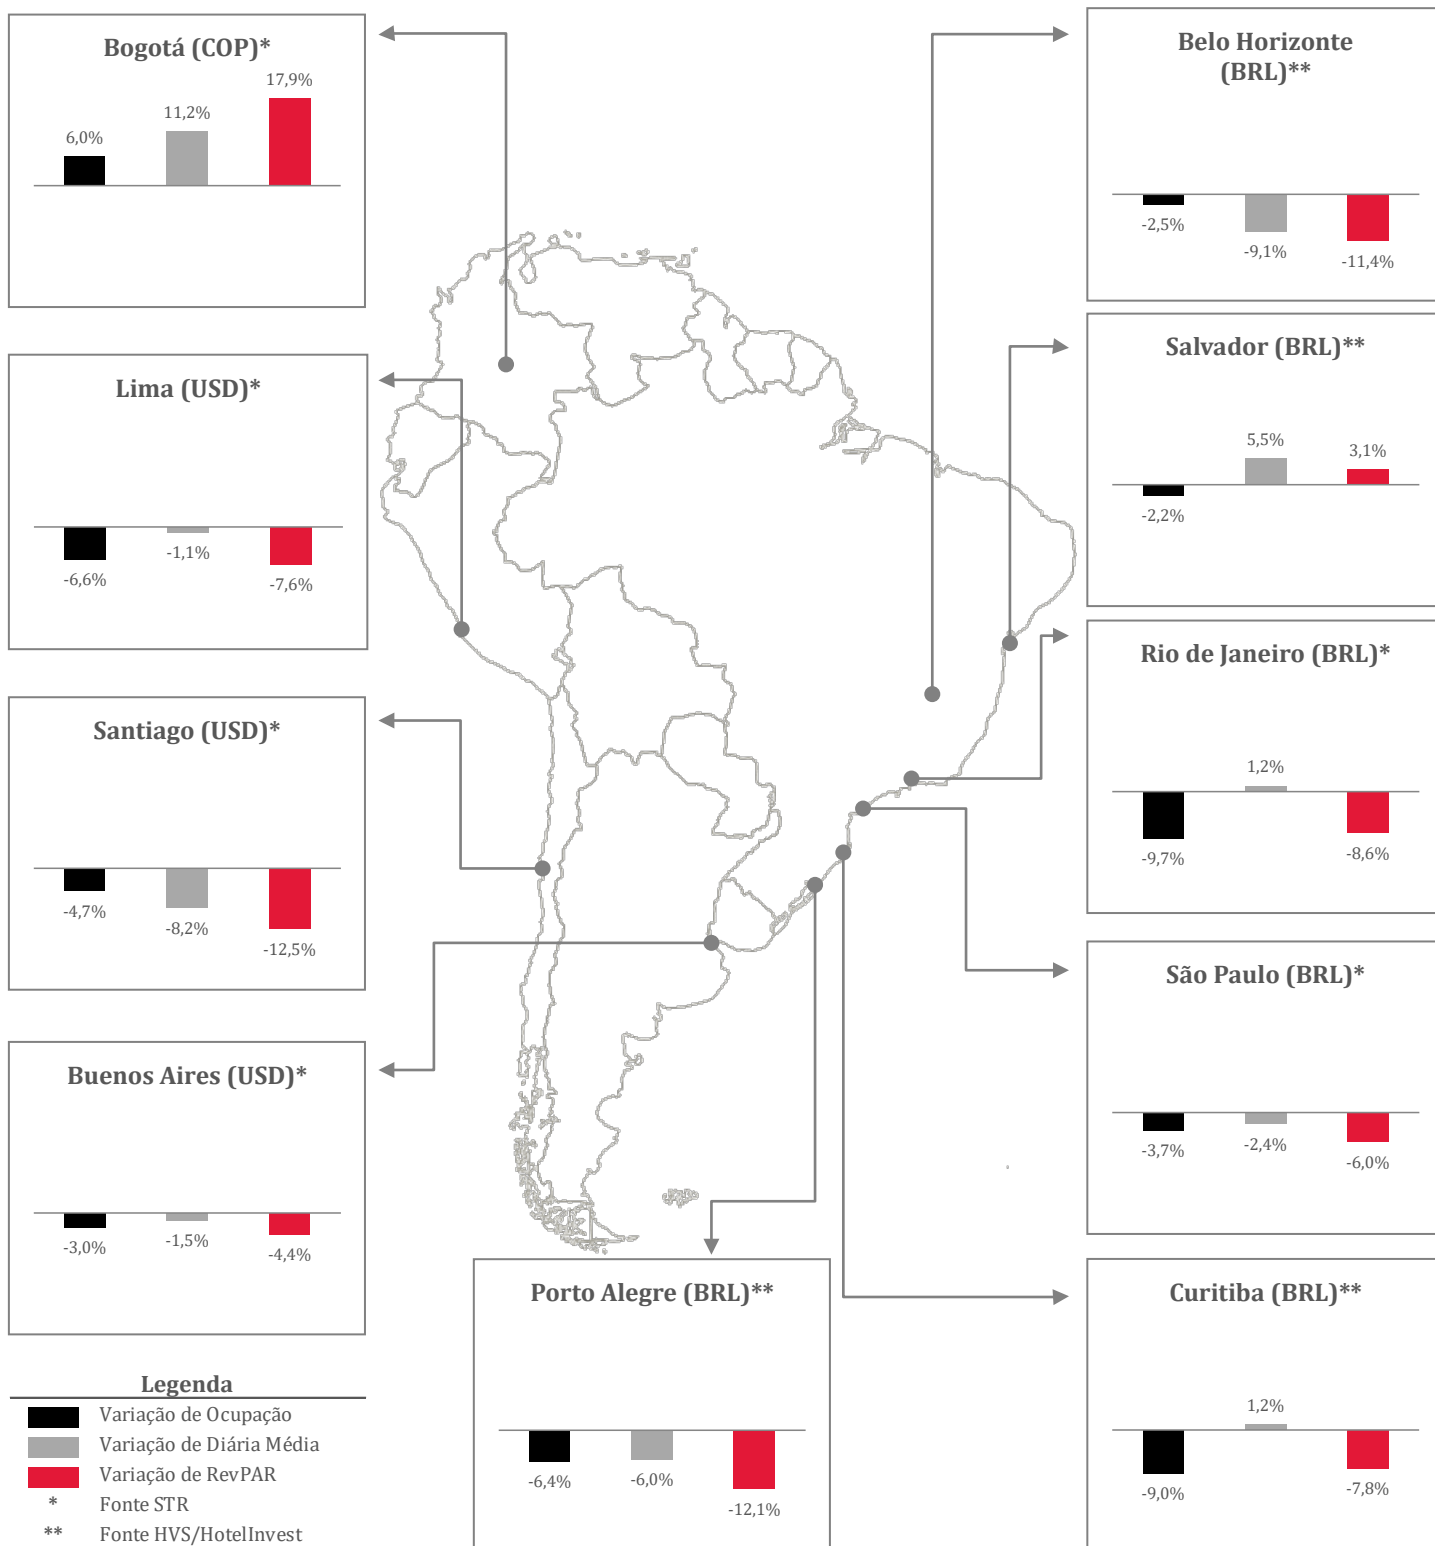 Bogotá (COP)*
17,9%
11,2%
6,0%
Lima (USD)*
-1,1%
-6,6%
-7,6%
Santiago (USD)*
-4,7%
-8,2%
-12,5%
Buenos Aires (USD)*
-3,0%
-1,5%
-4,4%
Legenda
Variação de Ocupação
Variação de Diária Média
Variação de RevPAR
* Fonte STR
** Fonte HVS/HotelInvest
Porto Alegre (BRL)**
-6,4%
-6,0%
-12,1%
Belo Horizonte
(BRL)**
-2,5%
-9,1%
-11,4%
Salvador (BRL)**
5,5%
3,1%
-2,2%
Rio de Janeiro (BRL)*
1,2%
-9,7%
-8,6%
São Paulo (BRL)*
-3,7%
-2,4%
-6,0%
Curitiba (BRL)**
1,2%
-9,0%
-7,8%